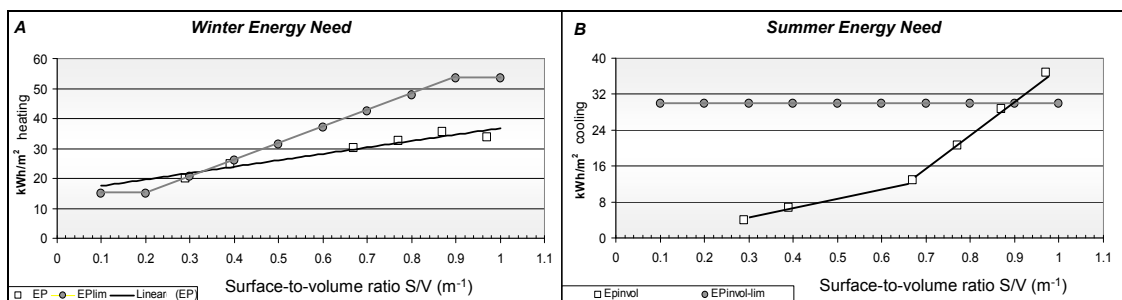 A
Winter Energy Need
60
50
40
30
20
10
0
kWh/m² heating
0 0.1 0.2 0.3 0.4 0.5 0.6 0.7 0.8 0.9 1 1.1
Surface-to-volume ratio S/V (m⁻¹)
EP EPlim Linear (EP)
B
Summer Energy Need
40
32
24
16
8
0
kWh/m² cooling
0 0.1 0.2 0.3 0.4 0.5 0.6 0.7 0.8 0.9 1 1.1
Surface-to-volume ratio S/V (m⁻¹)
Epinvol EPinvol-lim